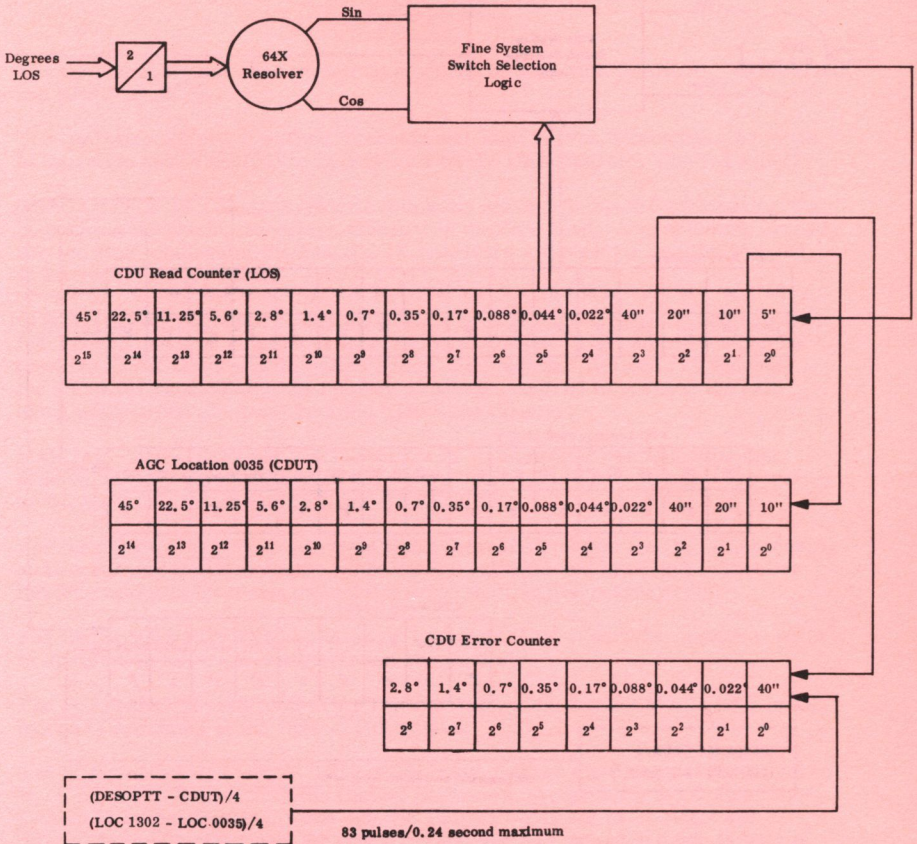 Degrees
LOS
2
1
64X
Resolver
Sin
Cos
Fine System
Switch Selection
Logic
CDU Read Counter (LOS)
45° 22.5° 11.25° 5.6° 2.8° 1.4° 0.7° 0.35° 0.17° 0.088° 0.044° 0.022° 40" 20" 10" 5"
2¹⁵ 2¹⁴ 2¹³ 2¹² 2¹¹ 2¹⁰ 2⁹ 2⁸ 2⁷ 2⁶ 2⁵ 2⁴ 2³ 2² 2¹ 2⁰
AGC Location 0035 (CDUT)
45° 22.5° 11.25° 5.6° 2.8° 1.4° 0.7° 0.35° 0.17° 0.088° 0.044° 0.022° 40" 20" 10"
2¹⁴ 2¹³ 2¹² 2¹¹ 2¹⁰ 2⁹ 2⁸ 2⁷ 2⁶ 2⁵ 2⁴ 2³ 2² 2¹ 2⁰
CDU Error Counter
2.8° 1.4° 0.7° 0.35° 0.17° 0.088° 0.044° 0.022° 40"
2⁸ 2⁷ 2⁶ 2⁵ 2⁴ 2³ 2² 2¹ 2⁰
(DESOPTT - CDUT)/4
(LOC 1302 - LOC 0035)/4
83 pulses/0.24 second maximum